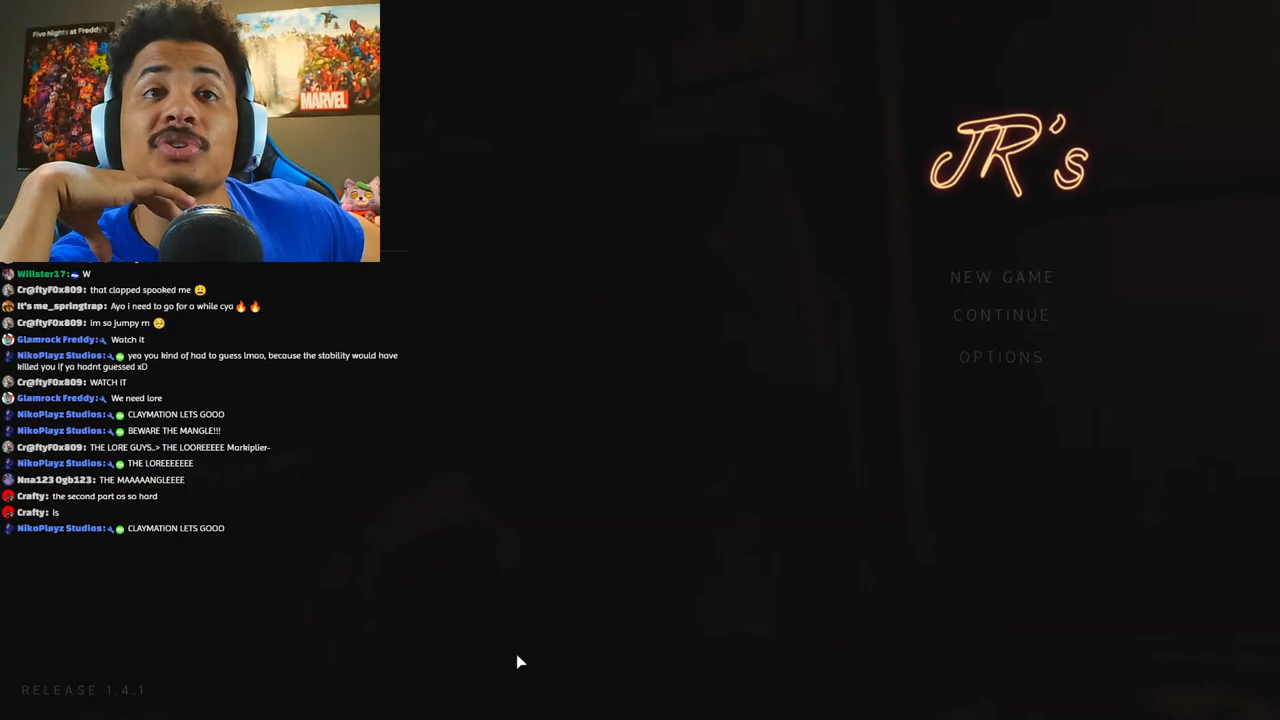 Five Nights at Freddy's
MARVEL
JR's
NEW GAME
CONTINUE
OPTIONS
Willster17: W
Cr@ftyF0x809: that clapped spooked me
It's me_springtrap: Ayo i need to go for a while cya
Cr@ftyF0x809: im so jumpy rn
Glamrock Freddy: Watch it
NikoPlayz Studios: yea you kind of had to guess lmao, because the stability would have
killed you if ya hadnt guessed xD
Cr@ftyF0x809: WATCH IT
Glamrock Freddy: We need lore
NikoPlayz Studios: CLAYMATION LETS GOOO
NikoPlayz Studios: BEWARE THE MANGLE!!!
Cr@ftyF0x809: THE LORE GUYS..> THE LOOREEEEE Markiplier-
NikoPlayz Studios: THE LOREEEEEEE
Nna123 Ogb123: THE MAAAAANGLEEEE
Crafty: the second part os so hard
Crafty: is
NikoPlayz Studios: CLAYMATION LETS GOOO
RELEASE 1.4.1